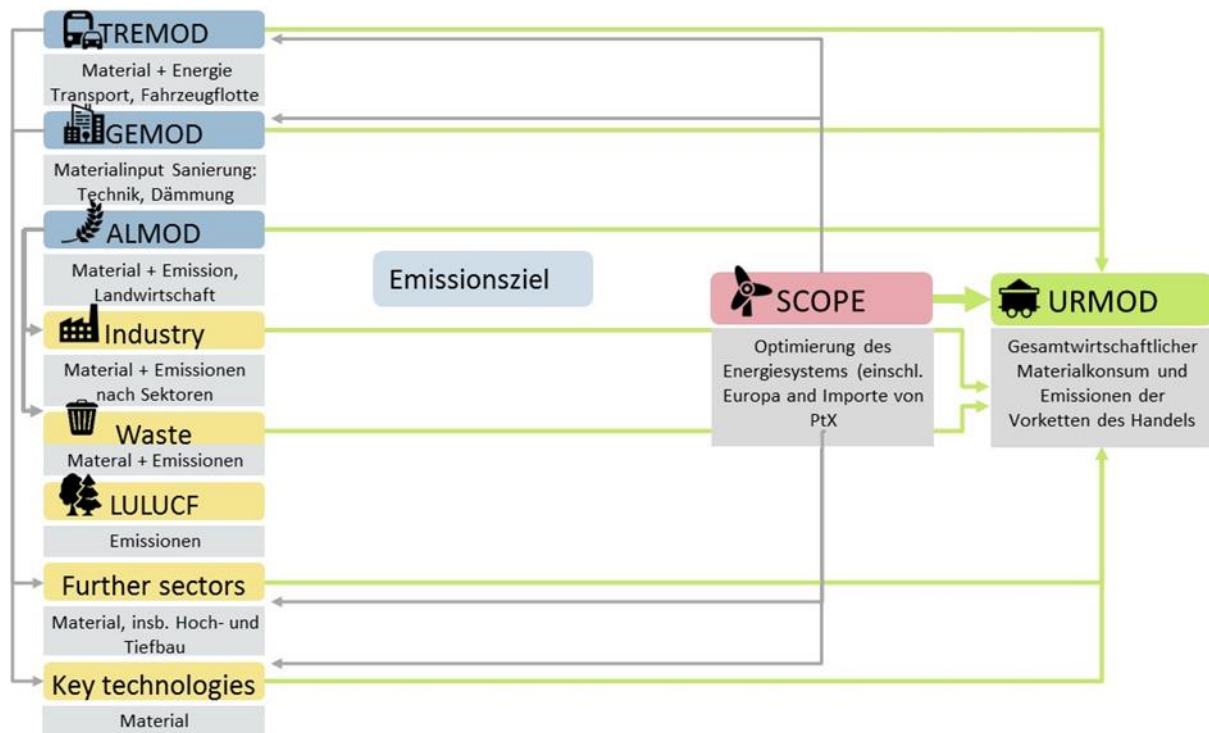 TREMOD
Material + Energie
Transport, Fahrzeugflotte
GEMOD
Materialinput Sanierung:
Technik, Dämmung
ALMOD
Material + Emission,
Landwirtschaft
Industry
Material + Emissionen
nach Sektoren
Waste
Materal + Emissionen
LULUCF
Emissionen
Further sectors
Material, insb. Hoch- und
Tiefbau
Key technologies
Material
Emissionsziel
SCOPE
Optimierung des
Energiesystems (einschl.
Europa and Importe von
PtX
URMOD
Gesamtwirtschaftlicher
Materialkonsum und
Emissionen der
Vorketten des Handels